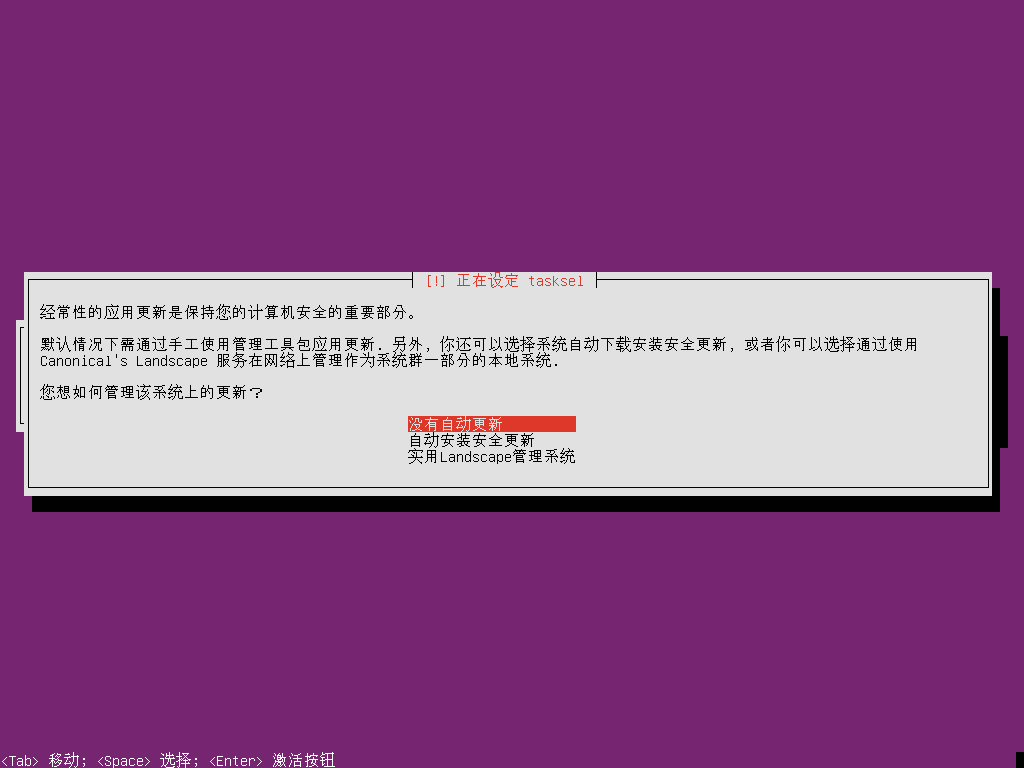 [!] 正在设定 tasksel
经常性的应用更新是保持您的计算机安全的重要部分。
默认情况下需通过手工使用管理工具包应用更新. 另外, 你还可以选择系统自动下载安装安全更新, 或者你可以选择通过使用
Canonical's Landscape 服务在网络上管理作为系统群一部分的本地系统.
您想如何管理该系统上的更新？
没有自动更新
自动安装安全更新
实用Landscape管理系统
<Tab> 移动; <Space> 选择; <Enter> 激活按钮